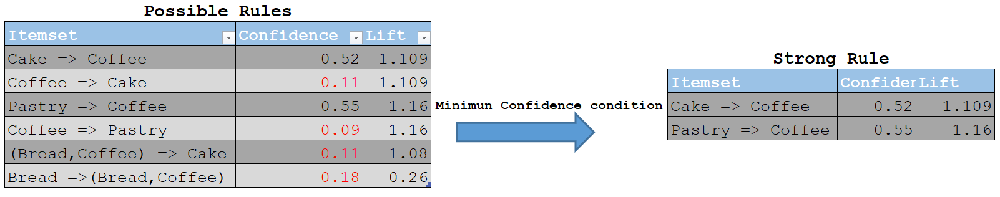 Possible Rules
Itemset Confidence Lift
Cake => Coffee 0.52 1.109
Coffee => Cake 0.11 1.109
Pastry => Coffee 0.55 1.16
Coffee => Pastry 0.09 1.16
(Bread,Coffee) => Cake 0.11 1.08
Bread =>(Bread,Coffee) 0.18 0.26
Minimun Confidence condition
Strong Rule
Itemset Confiden Lift
Cake => Coffee 0.52 1.109
Pastry => Coffee 0.55 1.16